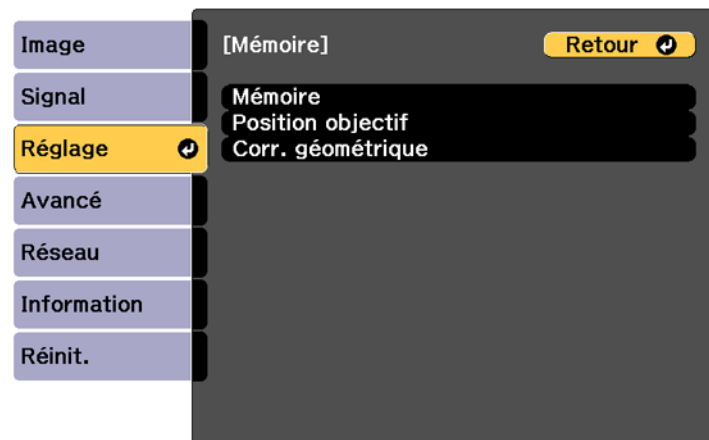 Image
Signal
Réglage
Avancé
Réseau
Information
Réinit.
[Mémoire]
Retour
Mémoire
Position objectif
Corr. géométrique